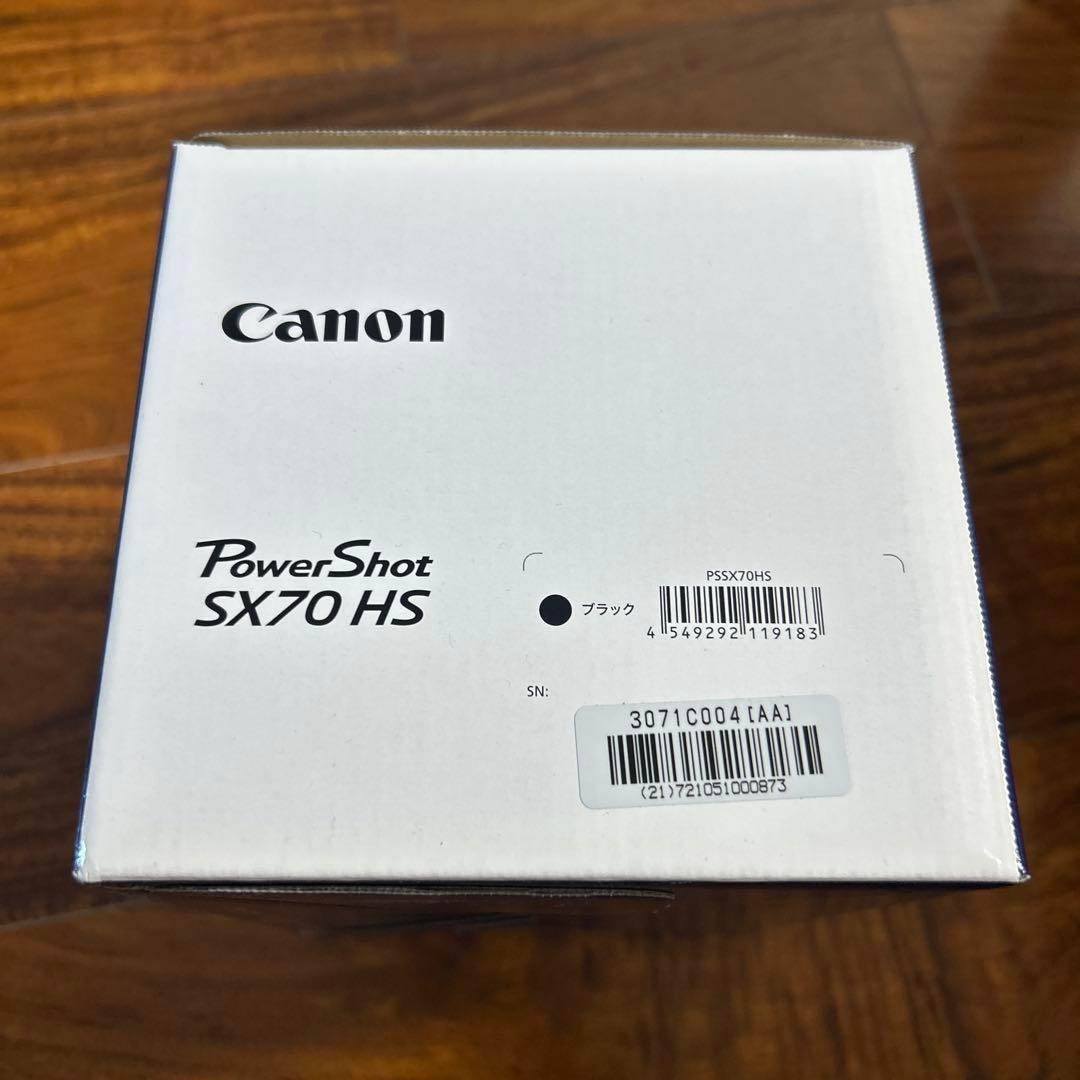 Canon
PowerShot
SX70 HS
PSSX70HS
ブラック
4 549292 119183
SN:
3071C004[AA]
(21)721051000873